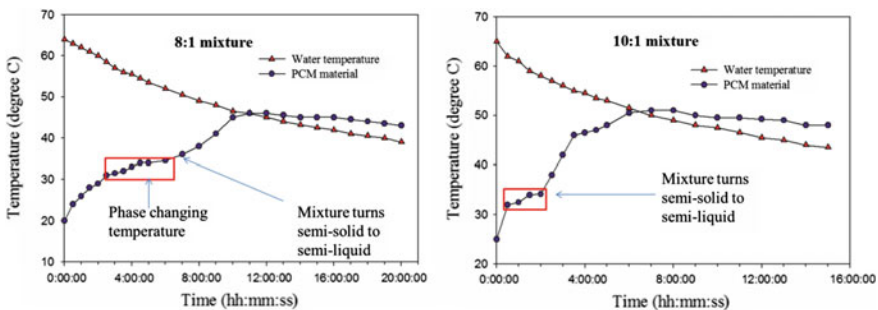 8:1 mixture
Water temperature
PCM material
Temperature (degree C)
70
60
50
40
30
20
10
Phase changing
temperature
Mixture turns
semi-solid to
semi-liquid
0:00:00
4:00:00
8:00:00
12:00:00
16:00:00
20:00:00
Time (hh:mm:ss)
10:1 mixture
Water temperature
PCM material
Temperature (degree C)
70
60
50
40
30
20
Mixture turns
semi-solid to
semi-liquid
0:00:00
4:00:00
8:00:00
12:00:00
16:00:00
Time (hh:mm:ss)